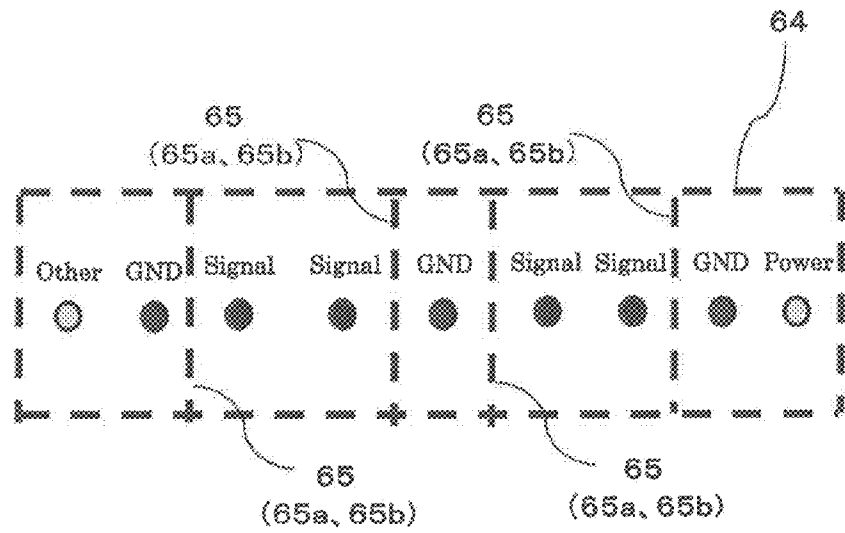 64
65
(65a、65b)
65
(65a、65b)
Other GND Signal Signal GND Signal Signal GND Power
65
(65a、65b)
65
(65a、65b)